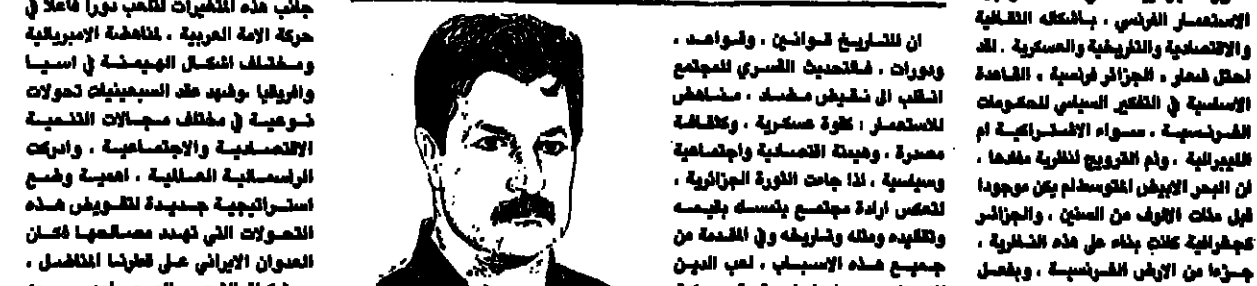 الاستعمار الفرنسي ، باشكاله الثقافية
والاقتصادية والتاريخية والعسكرية . لقد
احتل شعار ، الجزائر فرنسية ، القاعدة
الاساسية في التفكير السياسي للحكومات
الفرنسية ، سواء الاشتراكية ام
الليبرالية . وتم الترويج لنظرية مفادها ،
ان البحر الابيض المتوسط لم يكن موجودا
قبل مئات الالوف من السنين ، والجزائر
كجغرافية كانت بناء على هذه النظرية ،
جزءا من الارض الفرنسية ، وبفعل
ان للتاريخ قوانين ، وقواعد ،
ودورات ، فالتحديث القسري للمجتمع
انقلب الى نقيض مضاد ، مناهض
للاستعمار : كقوة عسكرية ، وكثقافة
مصدرة ، وهيمنة اقتصادية واجتماعية
وسياسية ، لذا جاءت الثورة الجزائرية ،
لتعكس ارادة مجتمع يتمسك بقيمه
وتقاليده ومثله وتاريخه وفي المقدمة من
جميع هذه الاسباب ، لعب الدين
جانب هذه المتغيرات لتلعب دورا فاعلا في
حركة الامة العربية ، لمناهضة الامبريالية
ومختلف اشكال الهيمنة في اسيا
وافريقيا . وشهد عقد السبعينيات تحولات
نوعية في مختلف مجالات التنمية
الاقتصادية والاجتماعية ، وادركت
الراسمالية العالمية ، اهمية وضع
استراتيجية جديدة لتقويض هذه
التحولات التي تهدد مصالحها فكان
العدوان الايراني على قطرنا المناضل ،